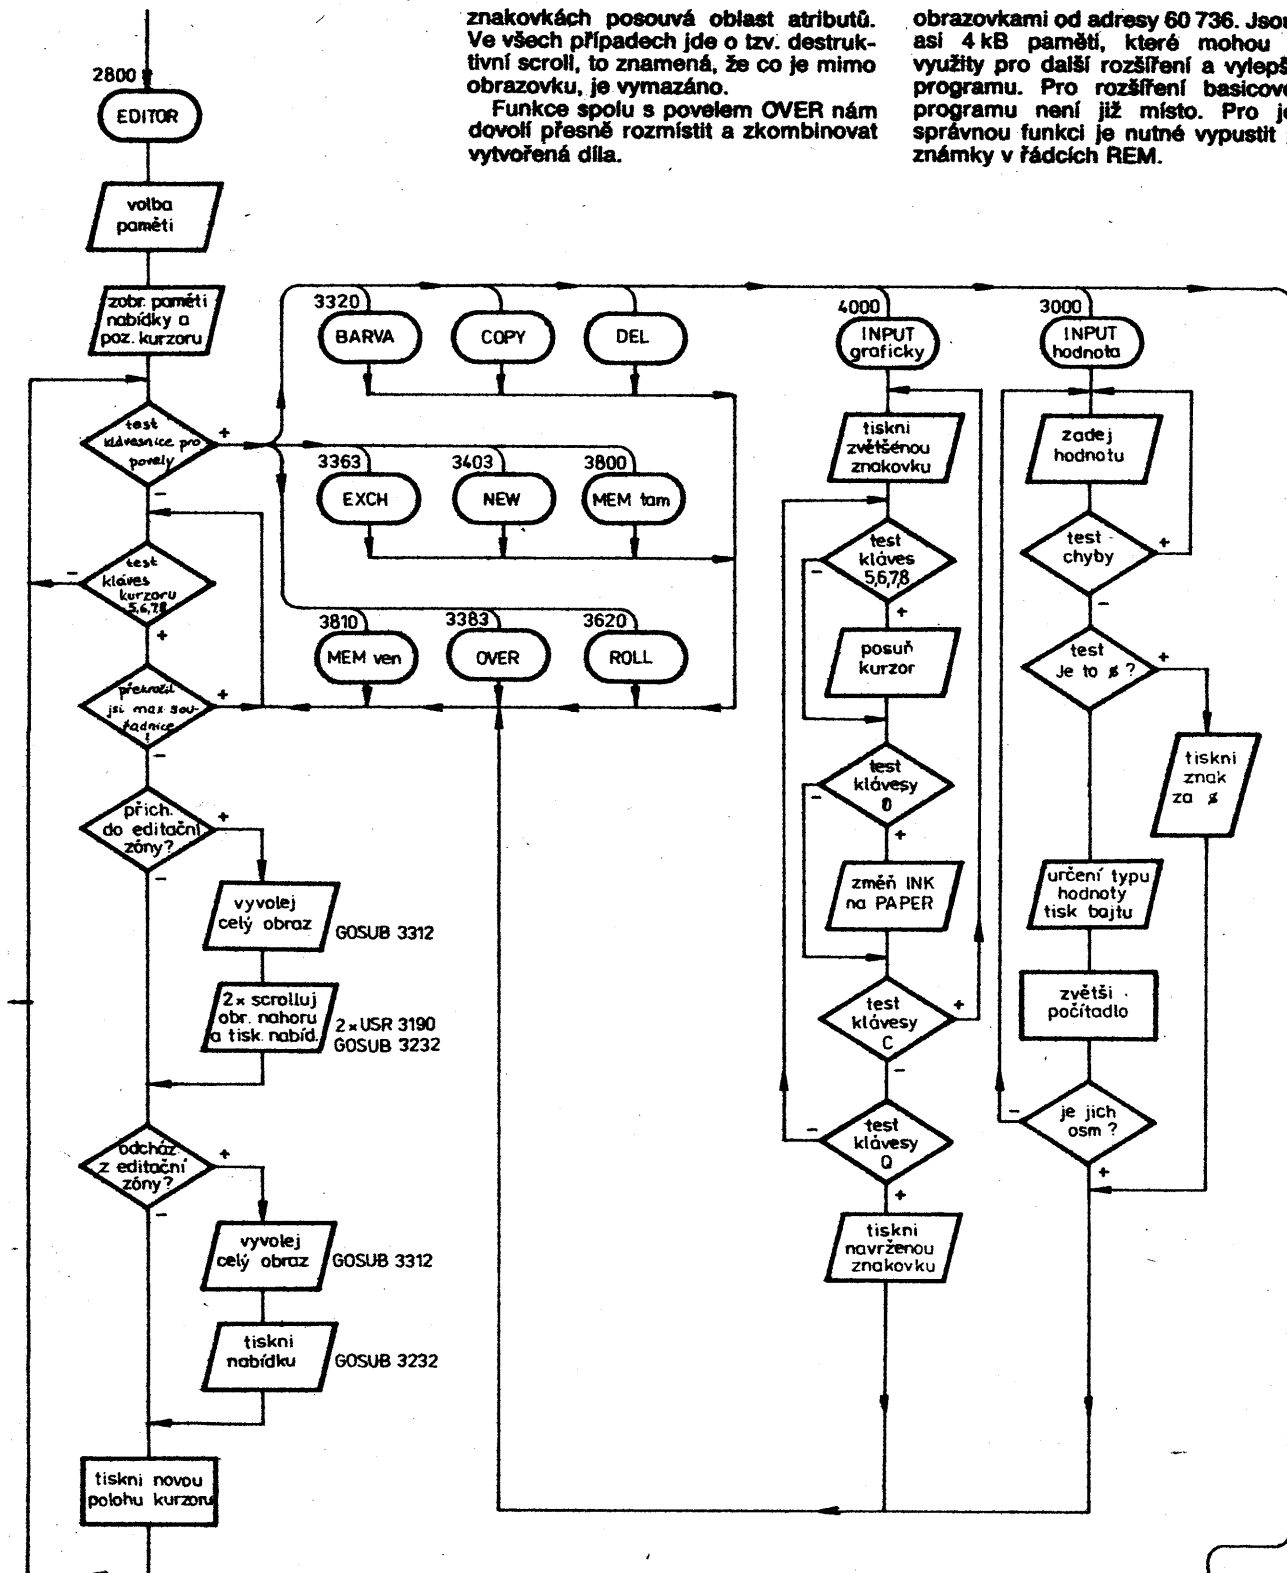 znakovkách posouvá oblast atributů.
Ve všech případech jde o tzv. destruk-
tivní scroll, to znamená, že co je mimo
obrazovku, je vymazáno.
Funkce spolu s povelem OVER nám
dovolí přesně rozmístit a zkombinovat
vytvořená díla.
obrazovkami od adresy 60 736. Jsou
asi 4 kB paměti, které mohou
využity pro další rozšíření a vylepš
programu. Pro rozšíření basicove
programu není již místo. Pro je
správnou funkci je nutné vypustit
známky v řádcích REM.
2800
EDITOR
volba
paměti
zobr. paměti
nabídky a
poz. kurzoru
test
klávesnice pro
povely
+
−
test
kláves
kurzoru
5,6,7,8
−
+
překročil
jsi max. sou-
řadnice
!
+
−
přích.
do editační
zóny?
+
−
vyvolej
celý obraz
GOSUB 3312
2× scrolluj
obr. nahoru
a tisk. nabíd.
2×USR 3190
GOSUB 3232
odcház.
z editační
zóny?
+
−
vyvolej
celý obraz
GOSUB 3312
tiskni
nabídku
GOSUB 3232
tiskni novou
polohu kurzoru
3320
BARVA
COPY
DEL
3363
EXCH
3403
NEW
3800
MEM tam
3810
MEM ven
3383
OVER
3620
ROLL
4000
INPUT
graficky
tiskni
zvětšenou
znakovku
test
kláves
5,6,7,8
−
+
posuň
kurzor
test
klávesy
0
−
+
změň INK
na PAPER
test
klávesy
C
+
−
test
klávesy
Q
−
+
tiskni
navrženou
znakovku
3000
INPUT
hodnota
zadej
hodnotu
test
chyby
+
−
test
Je to $ ?
+
tiskni
znak
za $
určení typu
hodnoty
tisk bajtu
zvětši
počítadlo
je jich
osm ?
−
+